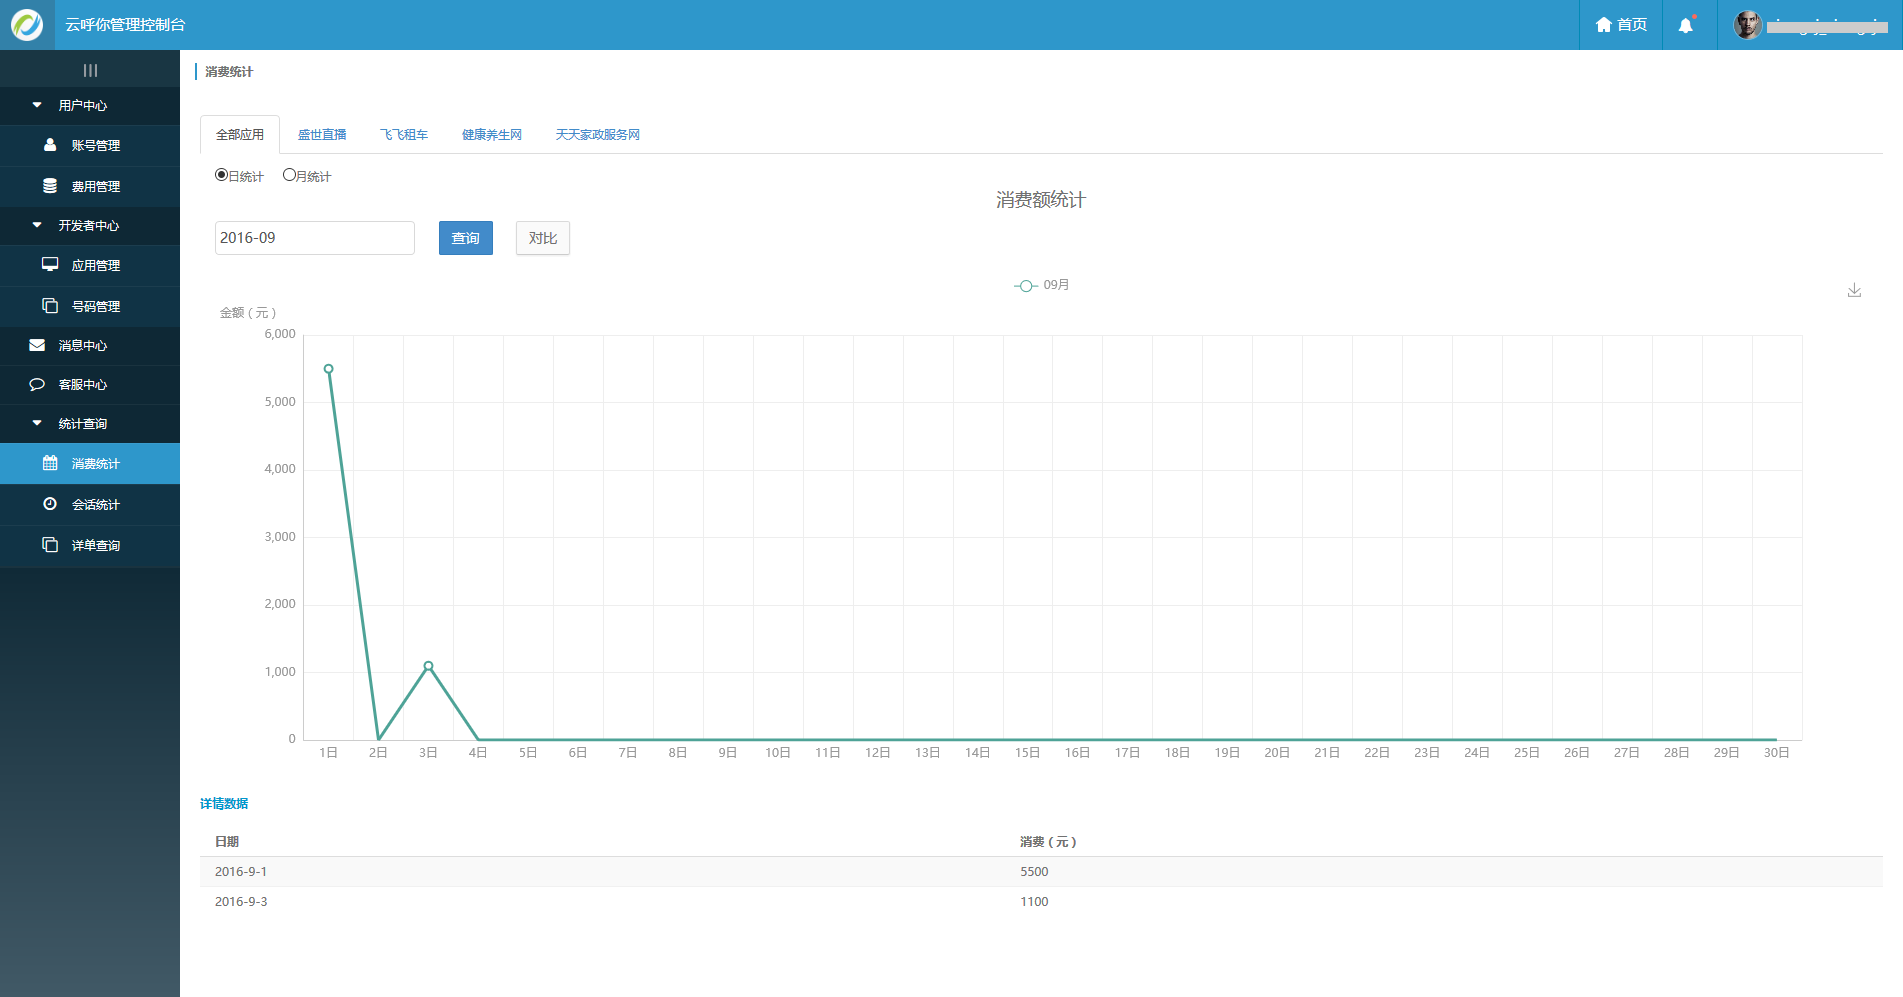 云呼你管理控制台
首页
用户中心
账号管理
费用管理
开发者中心
应用管理
号码管理
消息中心
客服中心
统计查询
消费统计
会话统计
详单查询
消费统计
全部应用 盛世直播 飞飞租车 健康养生网 天天家政服务网
日统计 月统计
消费额统计
2016-09 查询 对比
09月
金额（元）
6,000
5,000
4,000
3,000
2,000
1,000
0
1日 2日 3日 4日 5日 6日 7日 8日 9日 10日 11日 12日 13日 14日 15日 16日 17日 18日 19日 20日 21日 22日 23日 24日 25日 26日 27日 28日 29日 30日
详情数据
日期 消费（元）
2016-9-1 5500
2016-9-3 1100